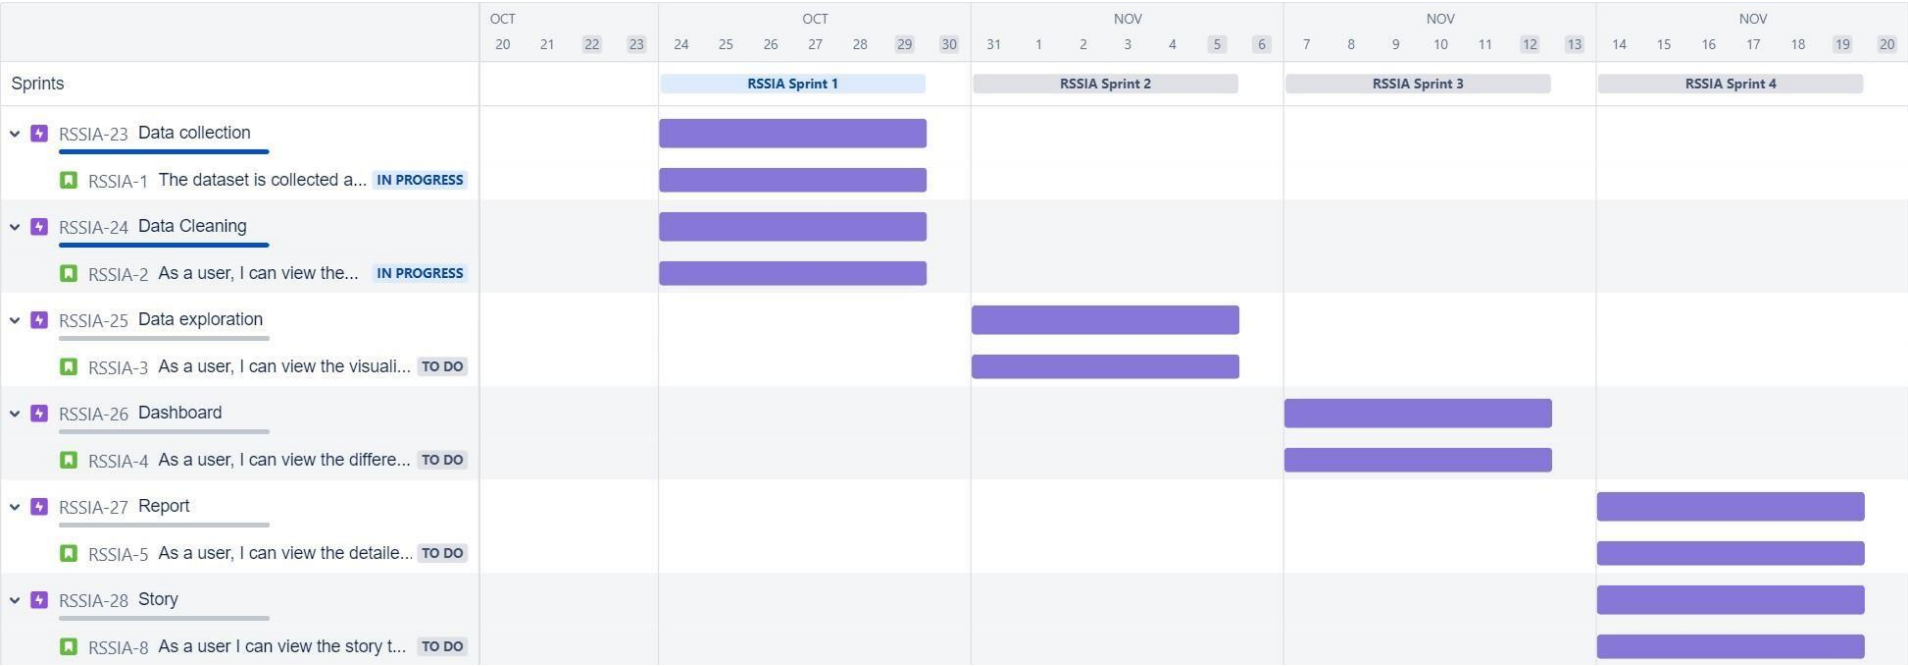 OCT OCT NOV NOV NOV
20 21 22 23 24 25 26 27 28 29 30 31 1 2 3 4 5 6 7 8 9 10 11 12 13 14 15 16 17 18 19 20
Sprints RSSIA Sprint 1 RSSIA Sprint 2 RSSIA Sprint 3 RSSIA Sprint 4
RSSIA-23 Data collection
RSSIA-1 The dataset is collected a... IN PROGRESS
RSSIA-24 Data Cleaning
RSSIA-2 As a user, I can view the... IN PROGRESS
RSSIA-25 Data exploration
RSSIA-3 As a user, I can view the visuali... TO DO
RSSIA-26 Dashboard
RSSIA-4 As a user, I can view the differe... TO DO
RSSIA-27 Report
RSSIA-5 As a user, I can view the detaile... TO DO
RSSIA-28 Story
RSSIA-8 As a user I can view the story t... TO DO